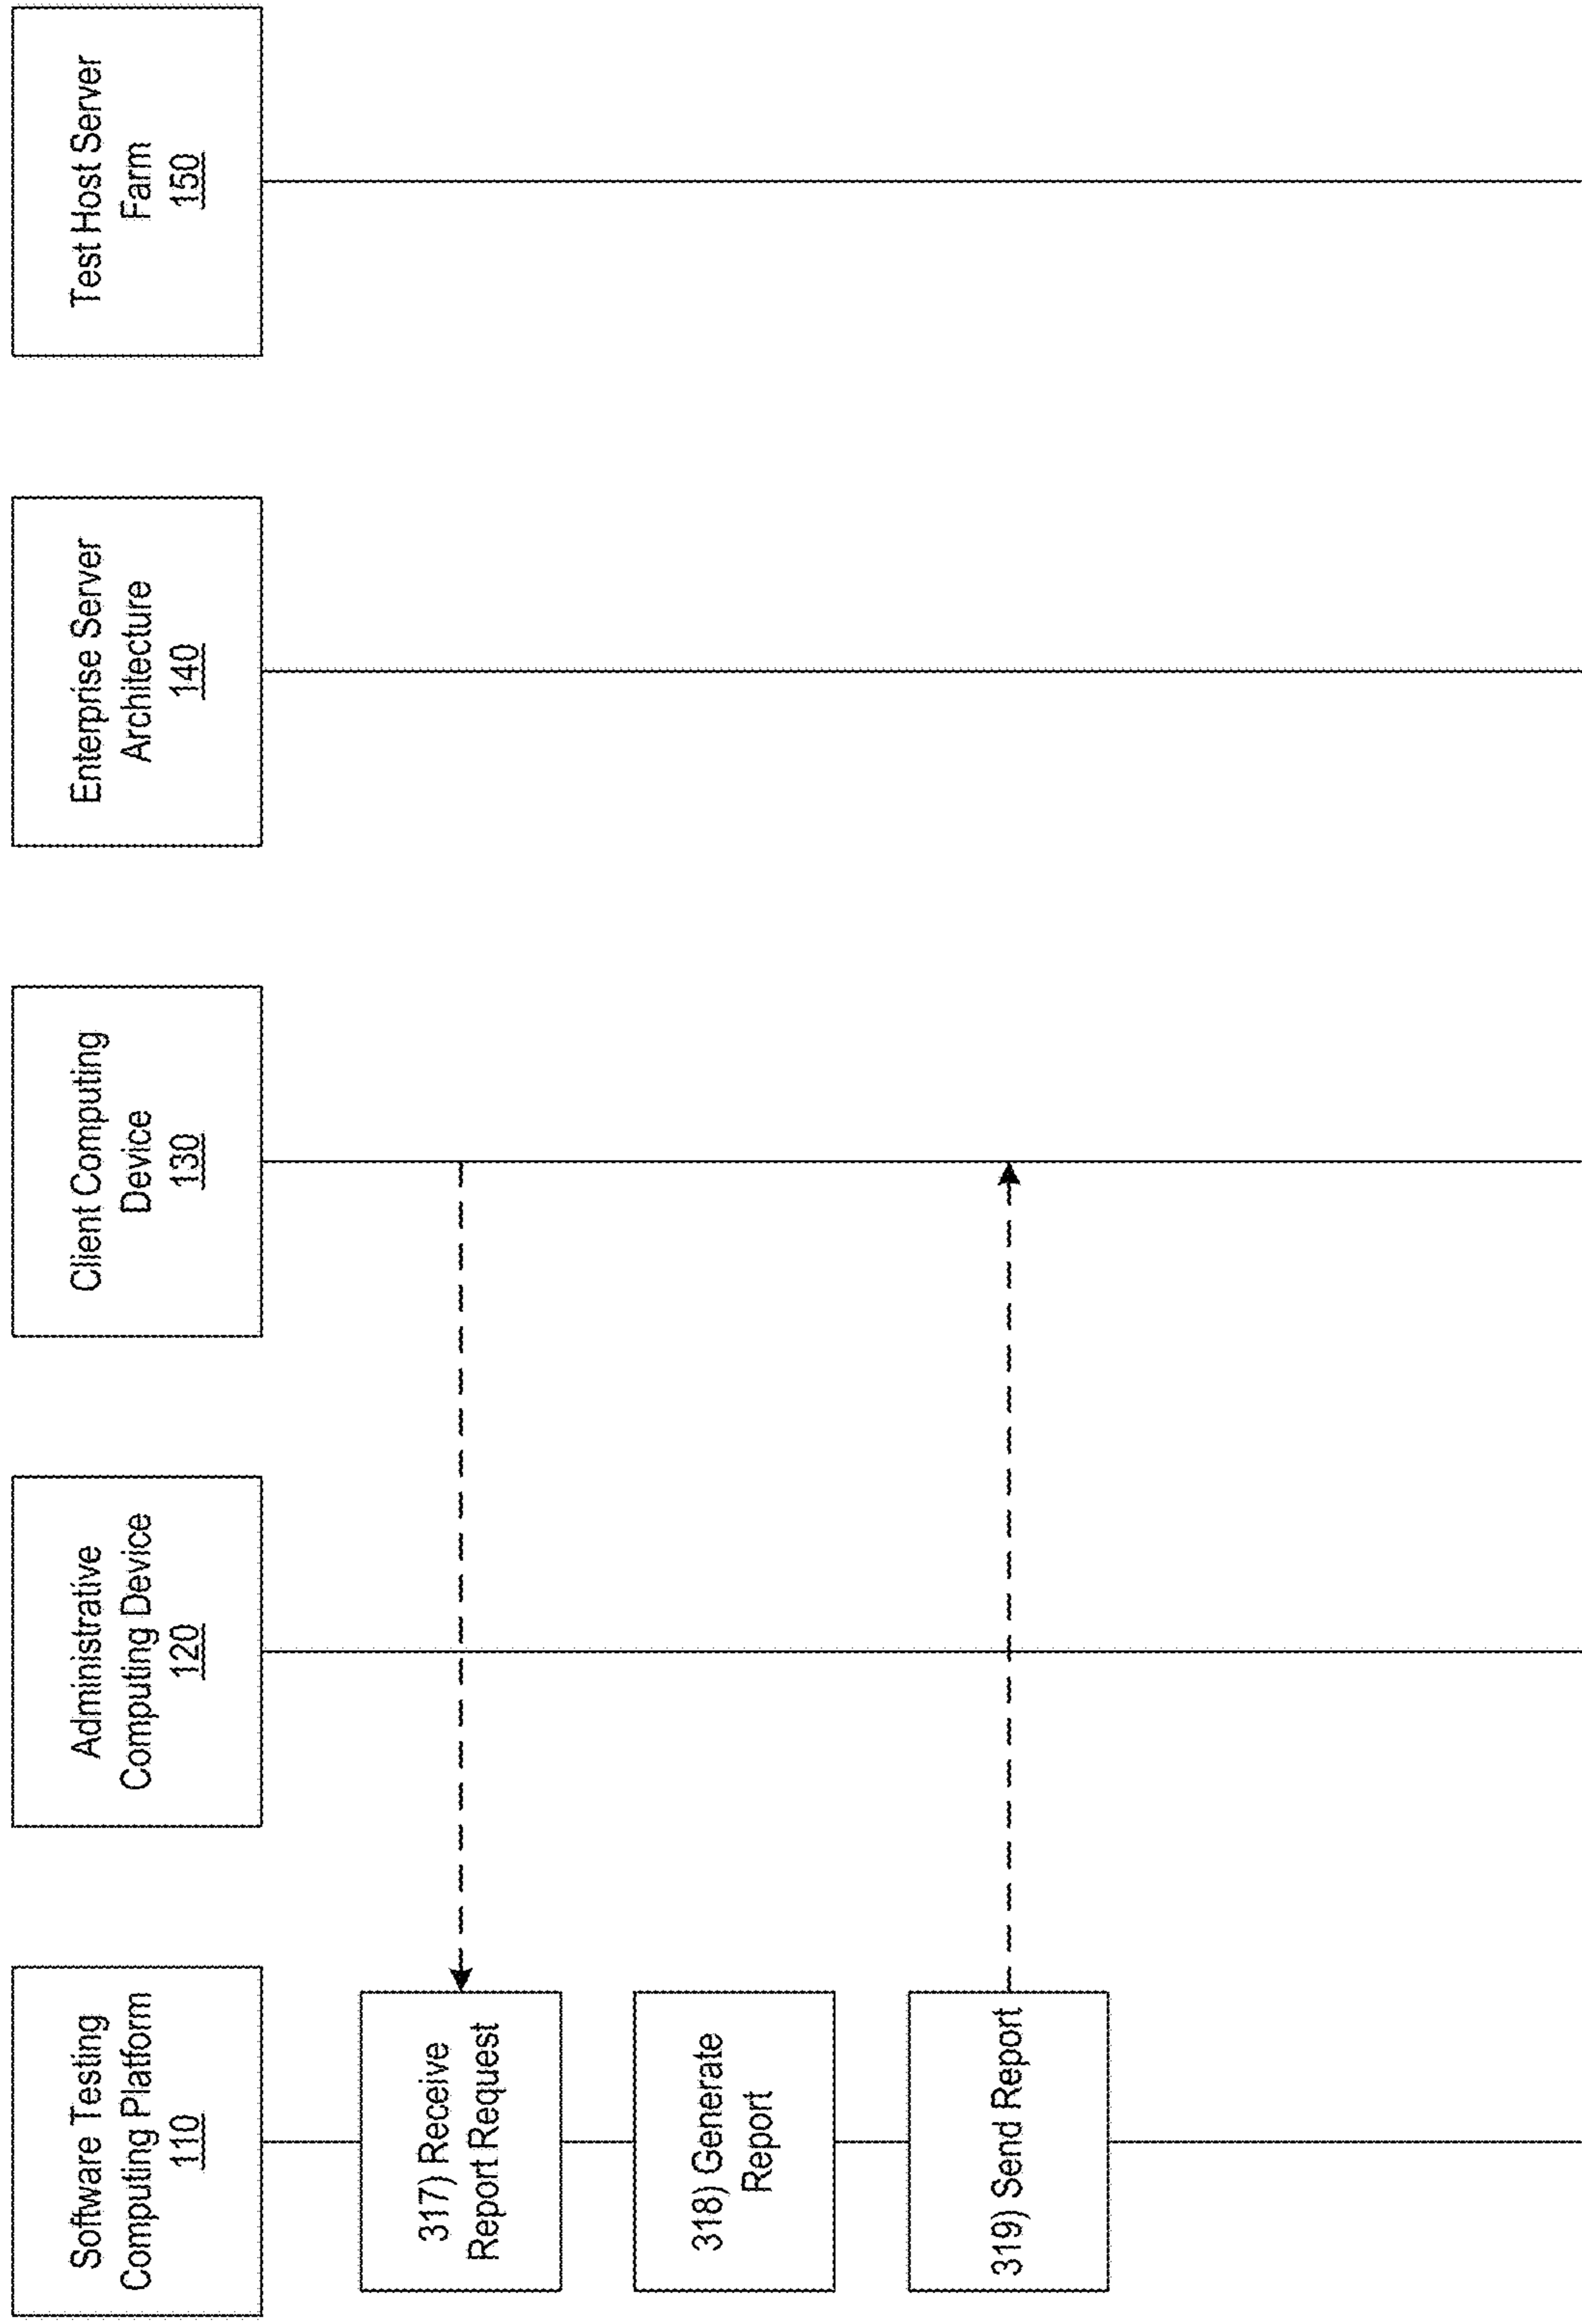 Software Testing
Computing Platform
110
Administrative
Computing Device
120
Client Computing
Device
130
Enterprise Server
Architecture
140
Test Host Server
Farm
150
317) Receive
Report Request
318) Generate
Report
319) Send Report